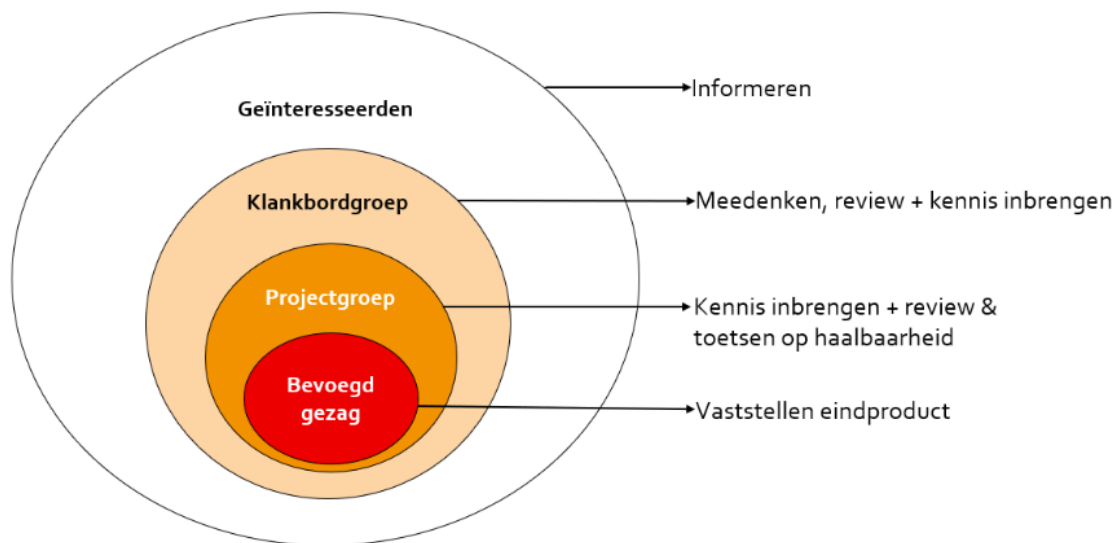 Informeren
Geïnteresseerden
Klankbordgroep
Meedenken, review + kennis inbrengen
Projectgroep
Kennis inbrengen + review &
toetsen op haalbaarheid
Bevoegd
gezag
Vaststellen eindproduct